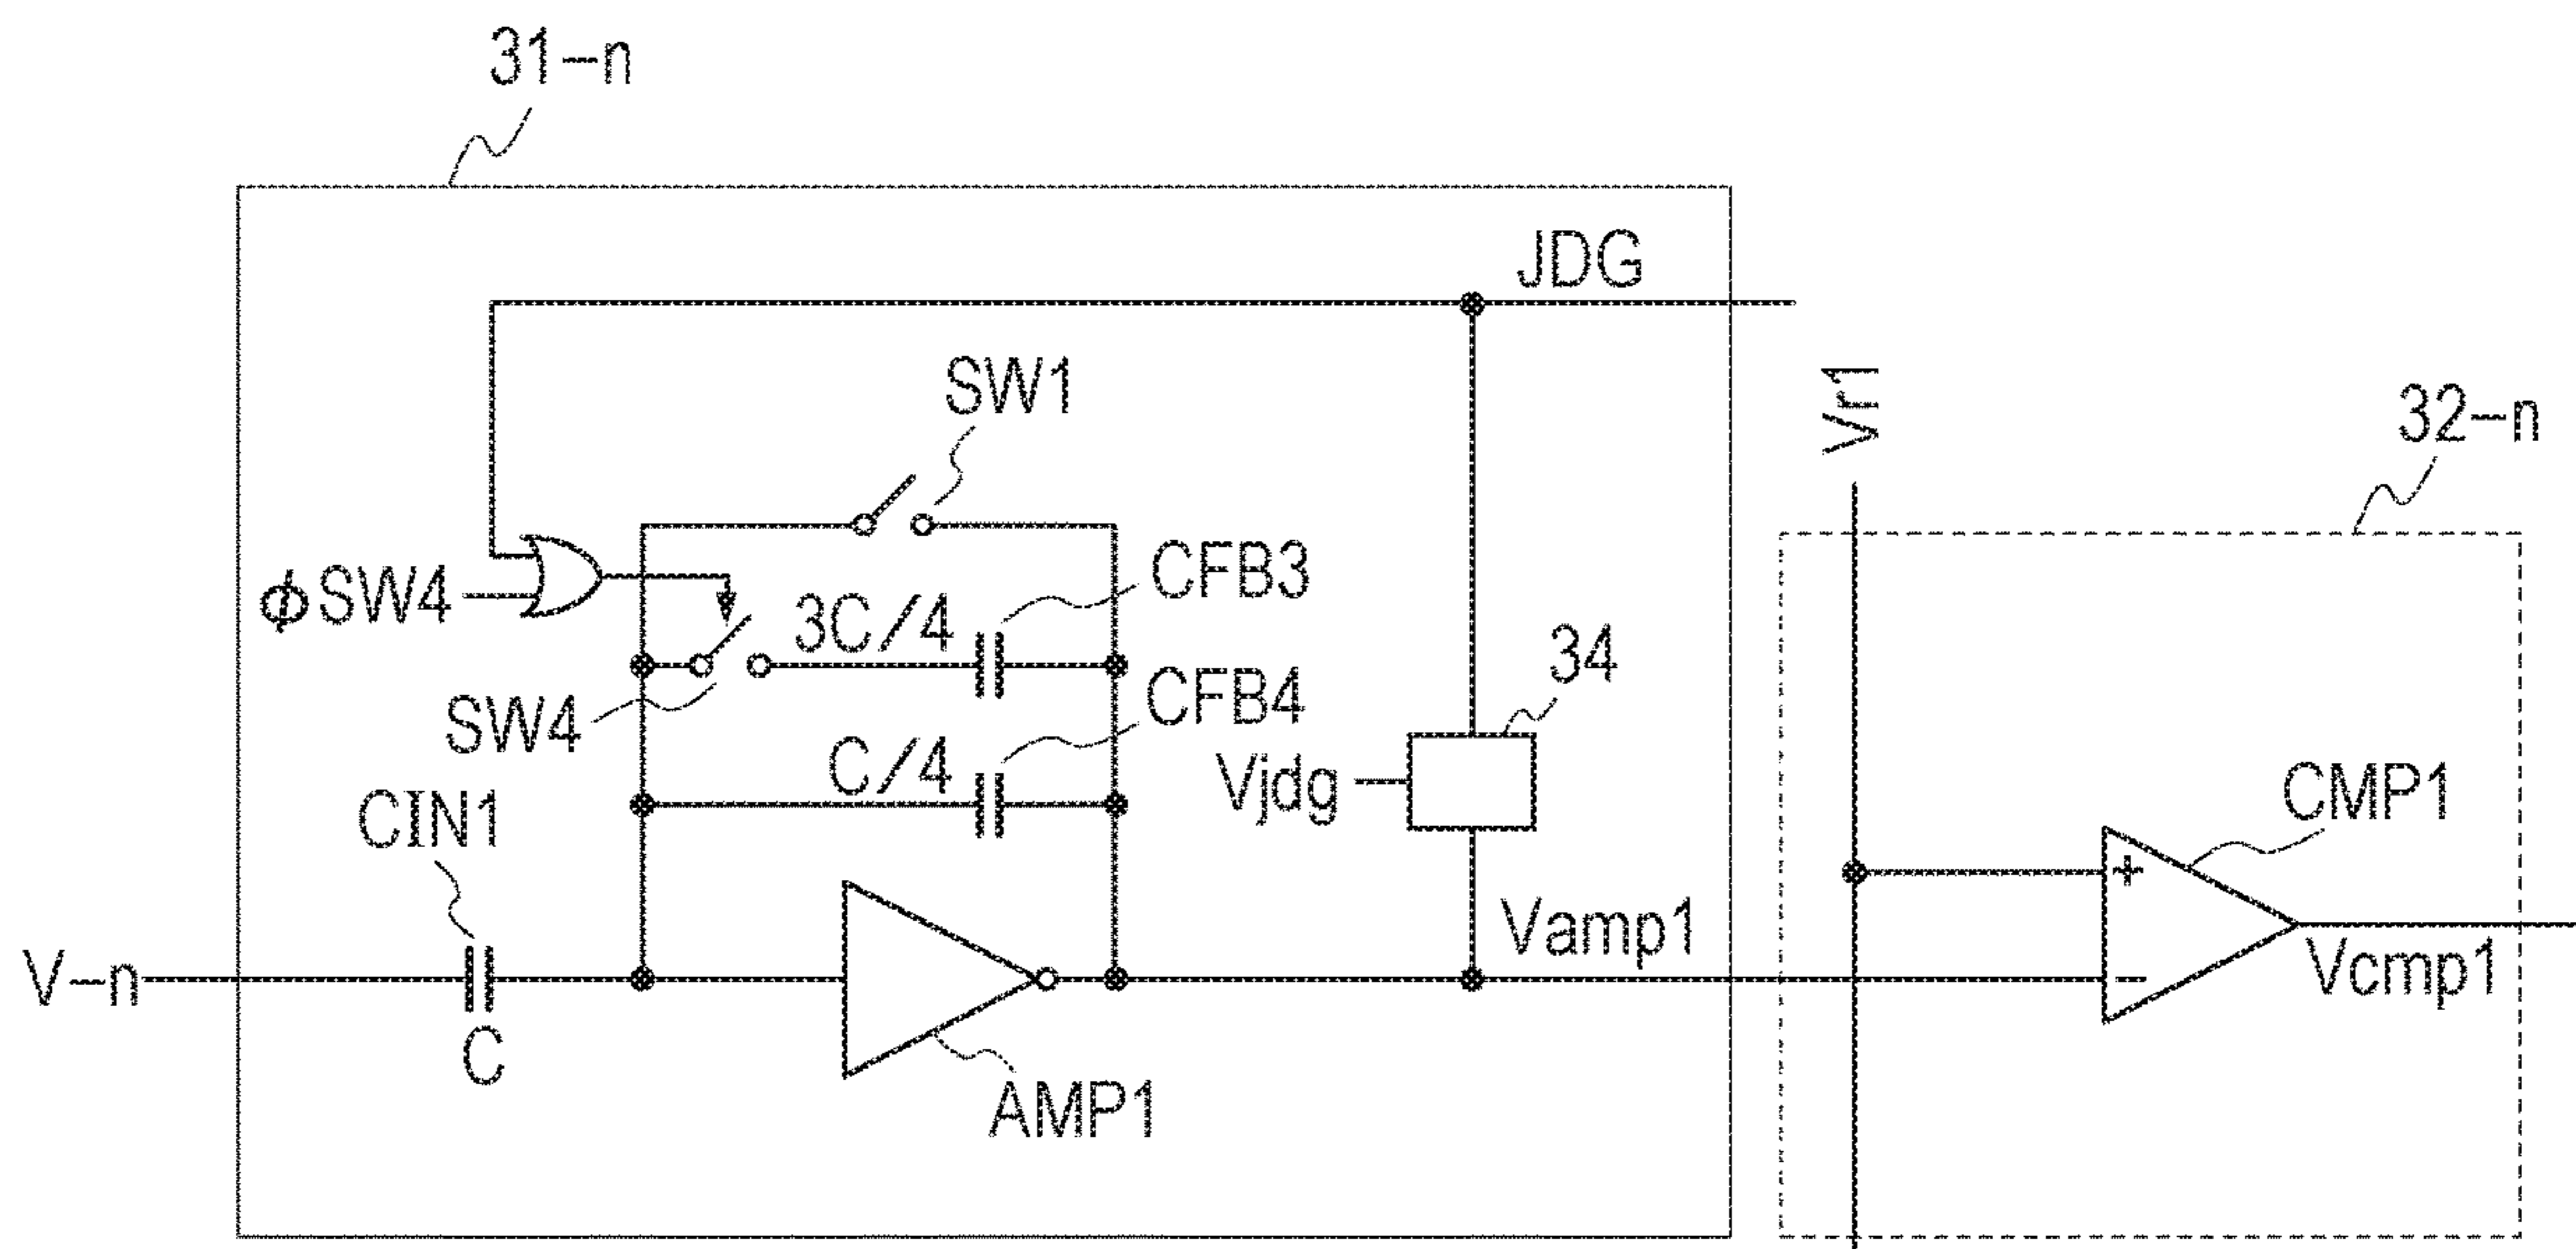 31-n
JDG
SW1
Vr1
32-n
ϕSW4
3C/4
CFB3
SW4
C/4
CFB4
34
Vjdg
CIN1
CMP1
+
V-n
Vamp1
-
Vcmp1
C
AMP1